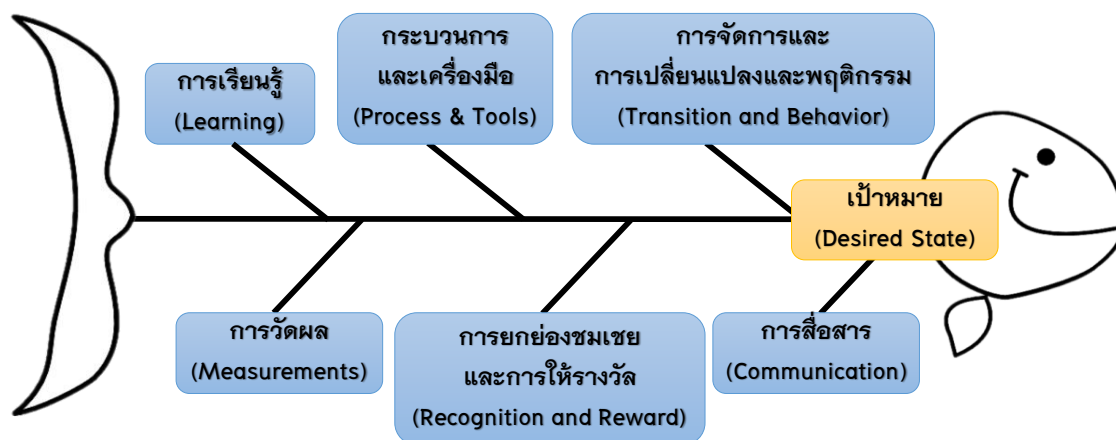 การเรียนรู้
(Learning)
กระบวนการ
และเครื่องมือ
(Process & Tools)
การจัดการและ
การเปลี่ยนแปลงและพฤติกรรม
(Transition and Behavior)
เป้าหมาย
(Desired State)
การวัดผล
(Measurements)
การยกย่องชมเชย
และการให้รางวัล
(Recognition and Reward)
การสื่อสาร
(Communication)